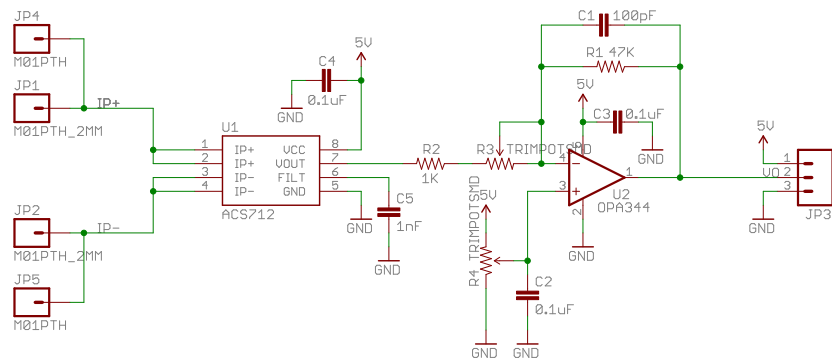 JP4
M01PTH
JP1
IP+
M01PTH_2MM
JP2
IP-
M01PTH_2MM
JP5
M01PTH
U1
1 IP+ VCC 8
2 IP+ VOUT 7
3 IP- FILT 6
4 IP- GND 5
ACS712
5V
C4
0.1uF
GND
GND
C5
1nF
GND
R2
1K
R3 TRIMPOTSMD
C1 100pF
R1 47K
5V
C3 0.1uF
GND
5
4
3
1
2
U2
OPA344
GND
5V
R4 TRIMPOTSMD
GND
C2
0.1uF
GND
5V
1
VO 2
3
GND
JP3